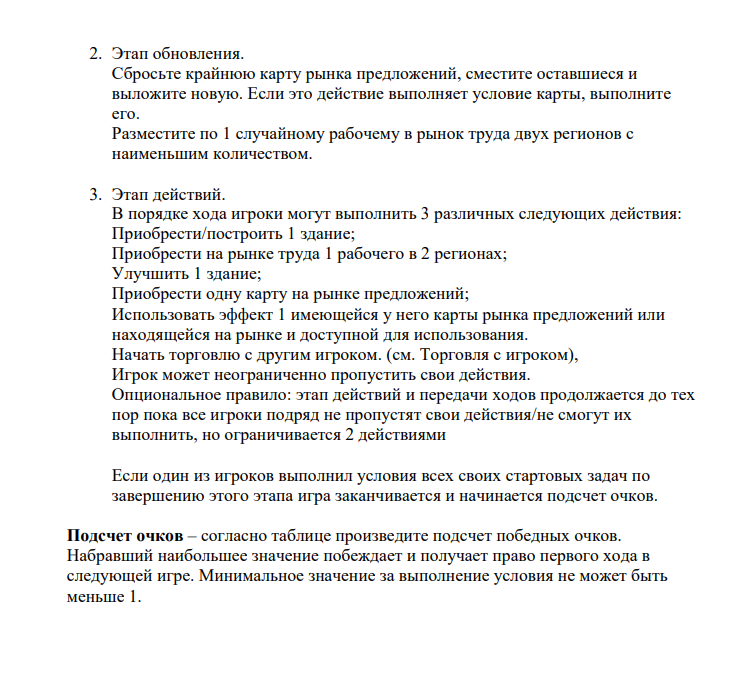 2. Этап обновления.
Сбросьте крайнюю карту рынка предложений, сместите оставшиеся и
выложите новую. Если это действие выполняет условие карты, выполните
его.
Разместите по 1 случайному рабочему в рынок труда двух регионов с
наименьшим количеством.
3. Этап действий.
В порядке хода игроки могут выполнить 3 различных следующих действия:
Приобрести/построить 1 здание;
Приобрести на рынке труда 1 рабочего в 2 регионах;
Улучшить 1 здание;
Приобрести одну карту на рынке предложений;
Использовать эффект 1 имеющейся у него карты рынка предложений или
находящейся на рынке и доступной для использования.
Начать торговлю с другим игроком. (см. Торговля с игроком),
Игрок может неограниченно пропустить свои действия.
Опциональное правило: этап действий и передачи ходов продолжается до тех
пор пока все игроки подряд не пропустят свои действия/не смогут их
выполнить, но ограничивается 2 действиями
Если один из игроков выполнил условия всех своих стартовых задач по
завершению этого этапа игра заканчивается и начинается подсчет очков.
Подсчет очков – согласно таблице произведите подсчет победных очков.
Набравший наибольшее значение побеждает и получает право первого хода в
следующей игре. Минимальное значение за выполнение условия не может быть
меньше 1.